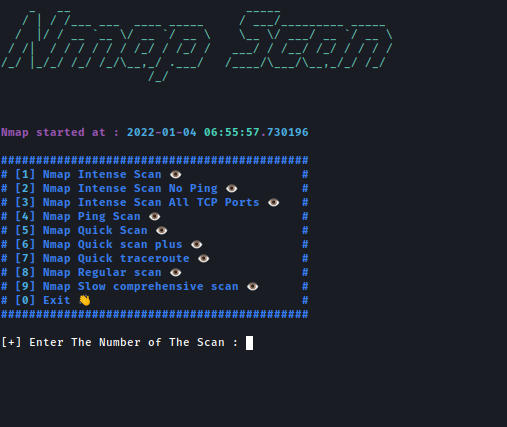 Nmap Scan
Nmap started at : 2022-01-04 06:55:57.730196
############################################
# [1] Nmap Intense Scan 👁️ #
# [2] Nmap Intense Scan No Ping 👁️ #
# [3] Nmap Intense Scan All TCP Ports 👁️ #
# [4] Nmap Ping Scan 👁️ #
# [5] Nmap Quick Scan 👁️ #
# [6] Nmap Quick scan plus 👁️ #
# [7] Nmap Quick traceroute 👁️ #
# [8] Nmap Regular scan 👁️ #
# [9] Nmap Slow comprehensive scan 👁️ #
# [0] Exit 👋 #
############################################
[+] Enter The Number of The Scan :